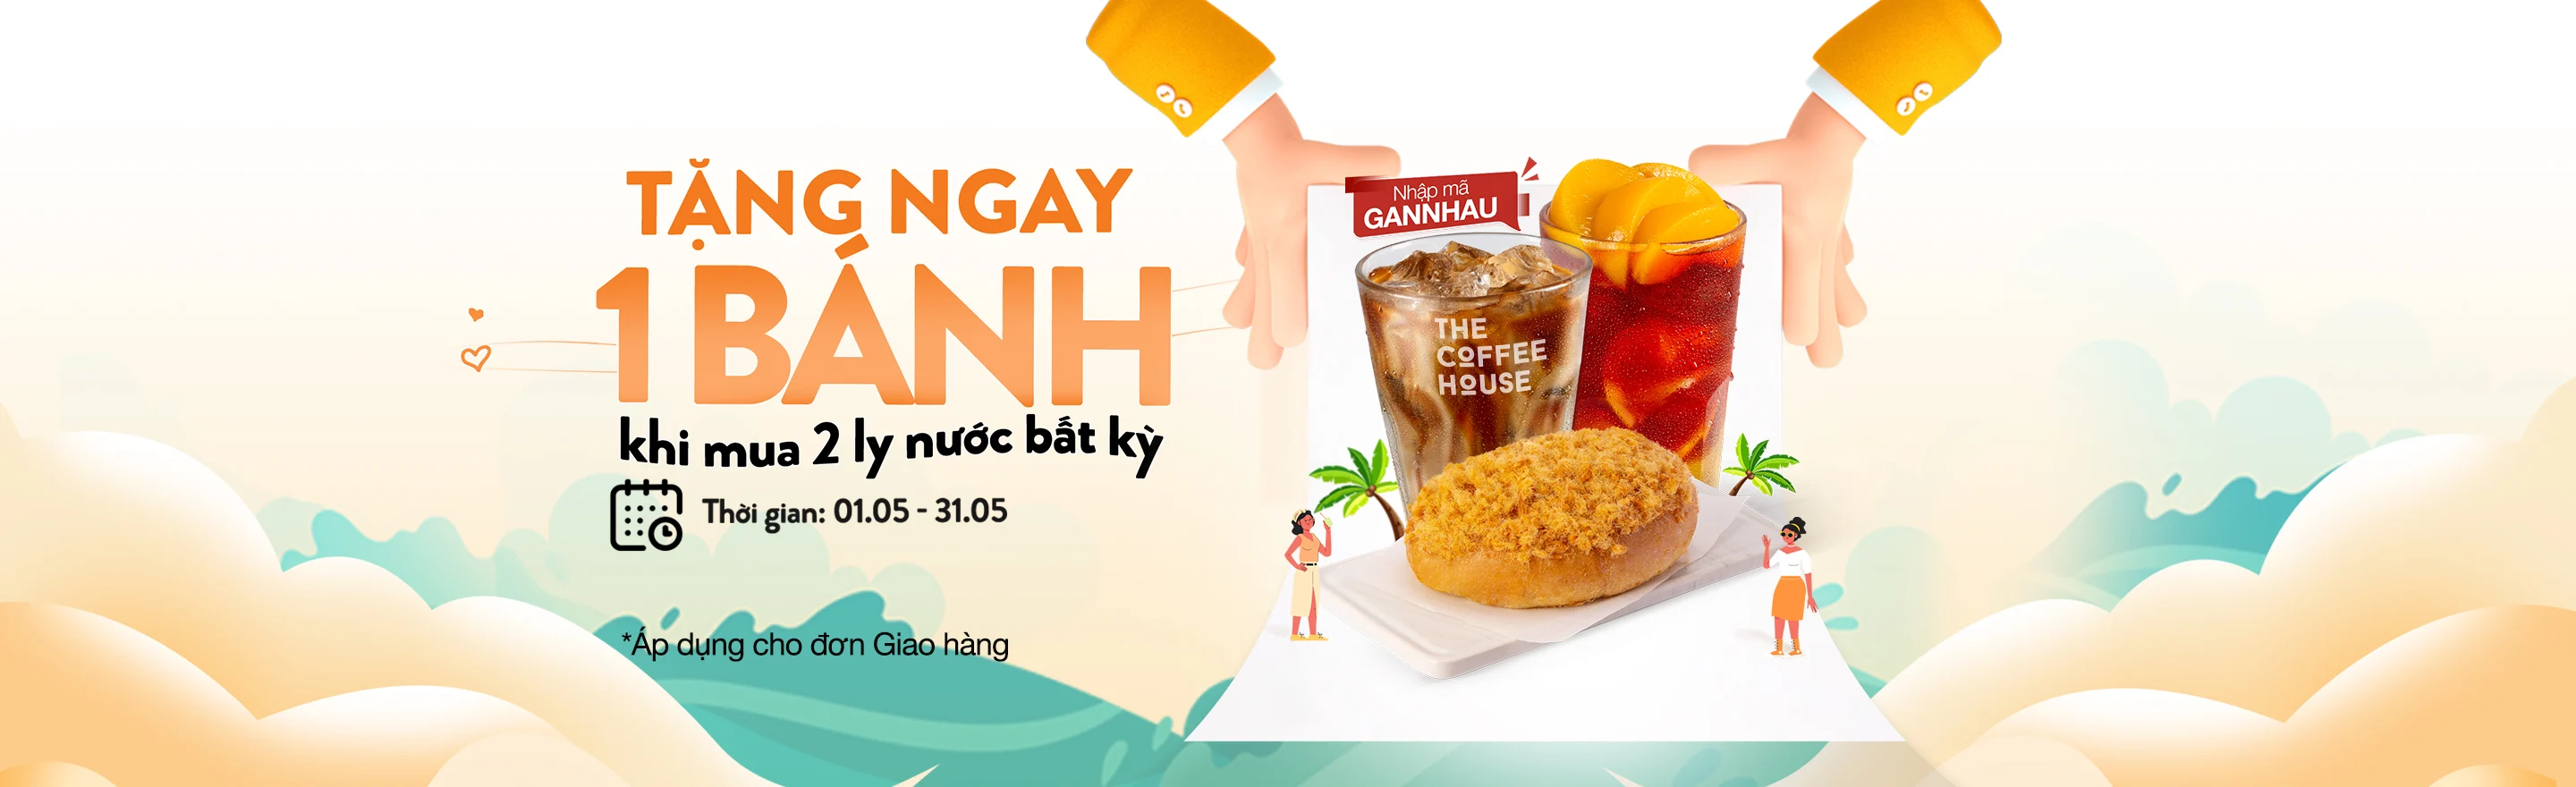 TẶNG NGAY
1 BÁNH
khi mua 2 ly nước bất kỳ
Thời gian: 01.05 - 31.05
*Áp dụng cho đơn Giao hàng
Nhập mã
GANNHAU
THE
COFFEE
HOUSE